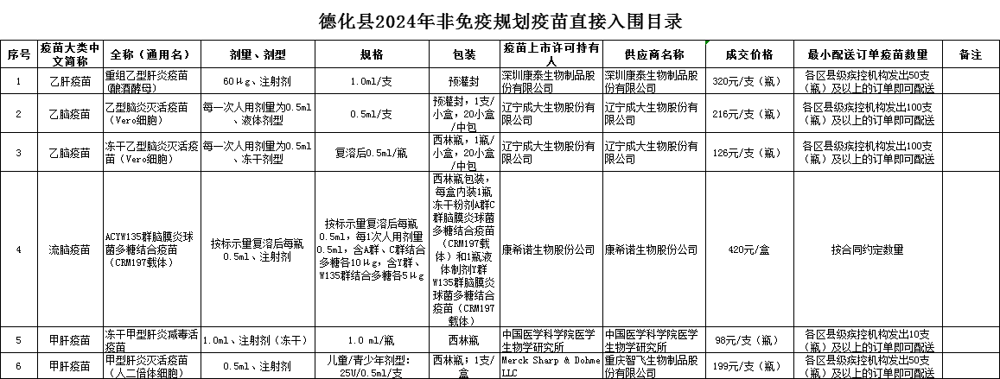 德化县2024年非免疫规划疫苗直接入围目录
序号
疫苗大类中
文简称
全称（通用名）
剂量、剂型
规格
包装
疫苗上市许可持有
人
供应商名称
成交价格
最小配送订单疫苗数量
备注
1
乙肝疫苗
重组乙型肝炎疫苗
(酿酒酵母)
60μg、注射剂
1.0ml/支
预灌封
深圳康泰生物制品股
份有限公司
深圳康泰生物制品股
份有限公司
320元/支（瓶）
各区县级疾控机构发出50支
（瓶）及以上的订单即可配送
2
乙脑疫苗
乙型脑炎灭活疫苗
（Vero细胞）
每一次人用剂量为0.5ml
、液体剂型
0.5ml/支
预灌封，1支/
小盒，20小盒
/中包
辽宁成大生物股份有
限公司
辽宁成大生物股份有
限公司
216元/支（瓶）
各区县级疾控机构发出100支
（瓶）及以上的订单即可配送
3
乙脑疫苗
冻干乙型脑炎灭活疫
苗（Vero细胞）
每一次人用剂量为0.5ml
、冻干剂型
复溶后0.5ml/瓶
西林瓶，1瓶/
小盒，20小盒
/中包
辽宁成大生物股份有
限公司
辽宁成大生物股份有
限公司
126元/支（瓶）
各区县级疾控机构发出100支
（瓶）及以上的订单即可配送
4
流脑疫苗
ACYW135群脑膜炎球
菌多糖结合疫苗
（CRM197载体）
按标示量复溶后每瓶
0.5ml、注射剂
按标示量复溶后每瓶
0.5ml，每1次人用剂量
0.5ml，含A群、C群结合
多糖各10μg，含Y群、
W135群结合多糖各5μg
西林瓶包装，
每盒内装1瓶
冻干粉剂A群C
群脑膜炎球菌
多糖结合疫苗
（CRM197载
体）和1瓶液
体制剂Y群
W135群脑膜炎
球菌多糖结合
疫苗（CRM197
载体）
康希诺生物股份公司
康希诺生物股份公司
420元/盒
按合同约定数量
5
甲肝疫苗
冻干甲型肝炎减毒活
疫苗
1.0ml、注射剂（冻干）
1.0 ml/瓶
西林瓶
中国医学科学院医学
生物学研究所
中国医学科学院医学
生物学研究所
98元/支（瓶）
各区县级疾控机构发出10支
（瓶）及以上的订单即可配送
6
甲肝疫苗
甲型肝炎灭活疫苗
（人二倍体细胞）
0.5ml、注射剂
儿童/青少年剂型：
25U/0.5ml/支
西林瓶；1支/
盒
Merck Sharp & Dohme
LLC
重庆智飞生物制品股
份有限公司
199元/支（瓶）
各区县级疾控机构发出50支
（瓶）及以上的订单即可配送